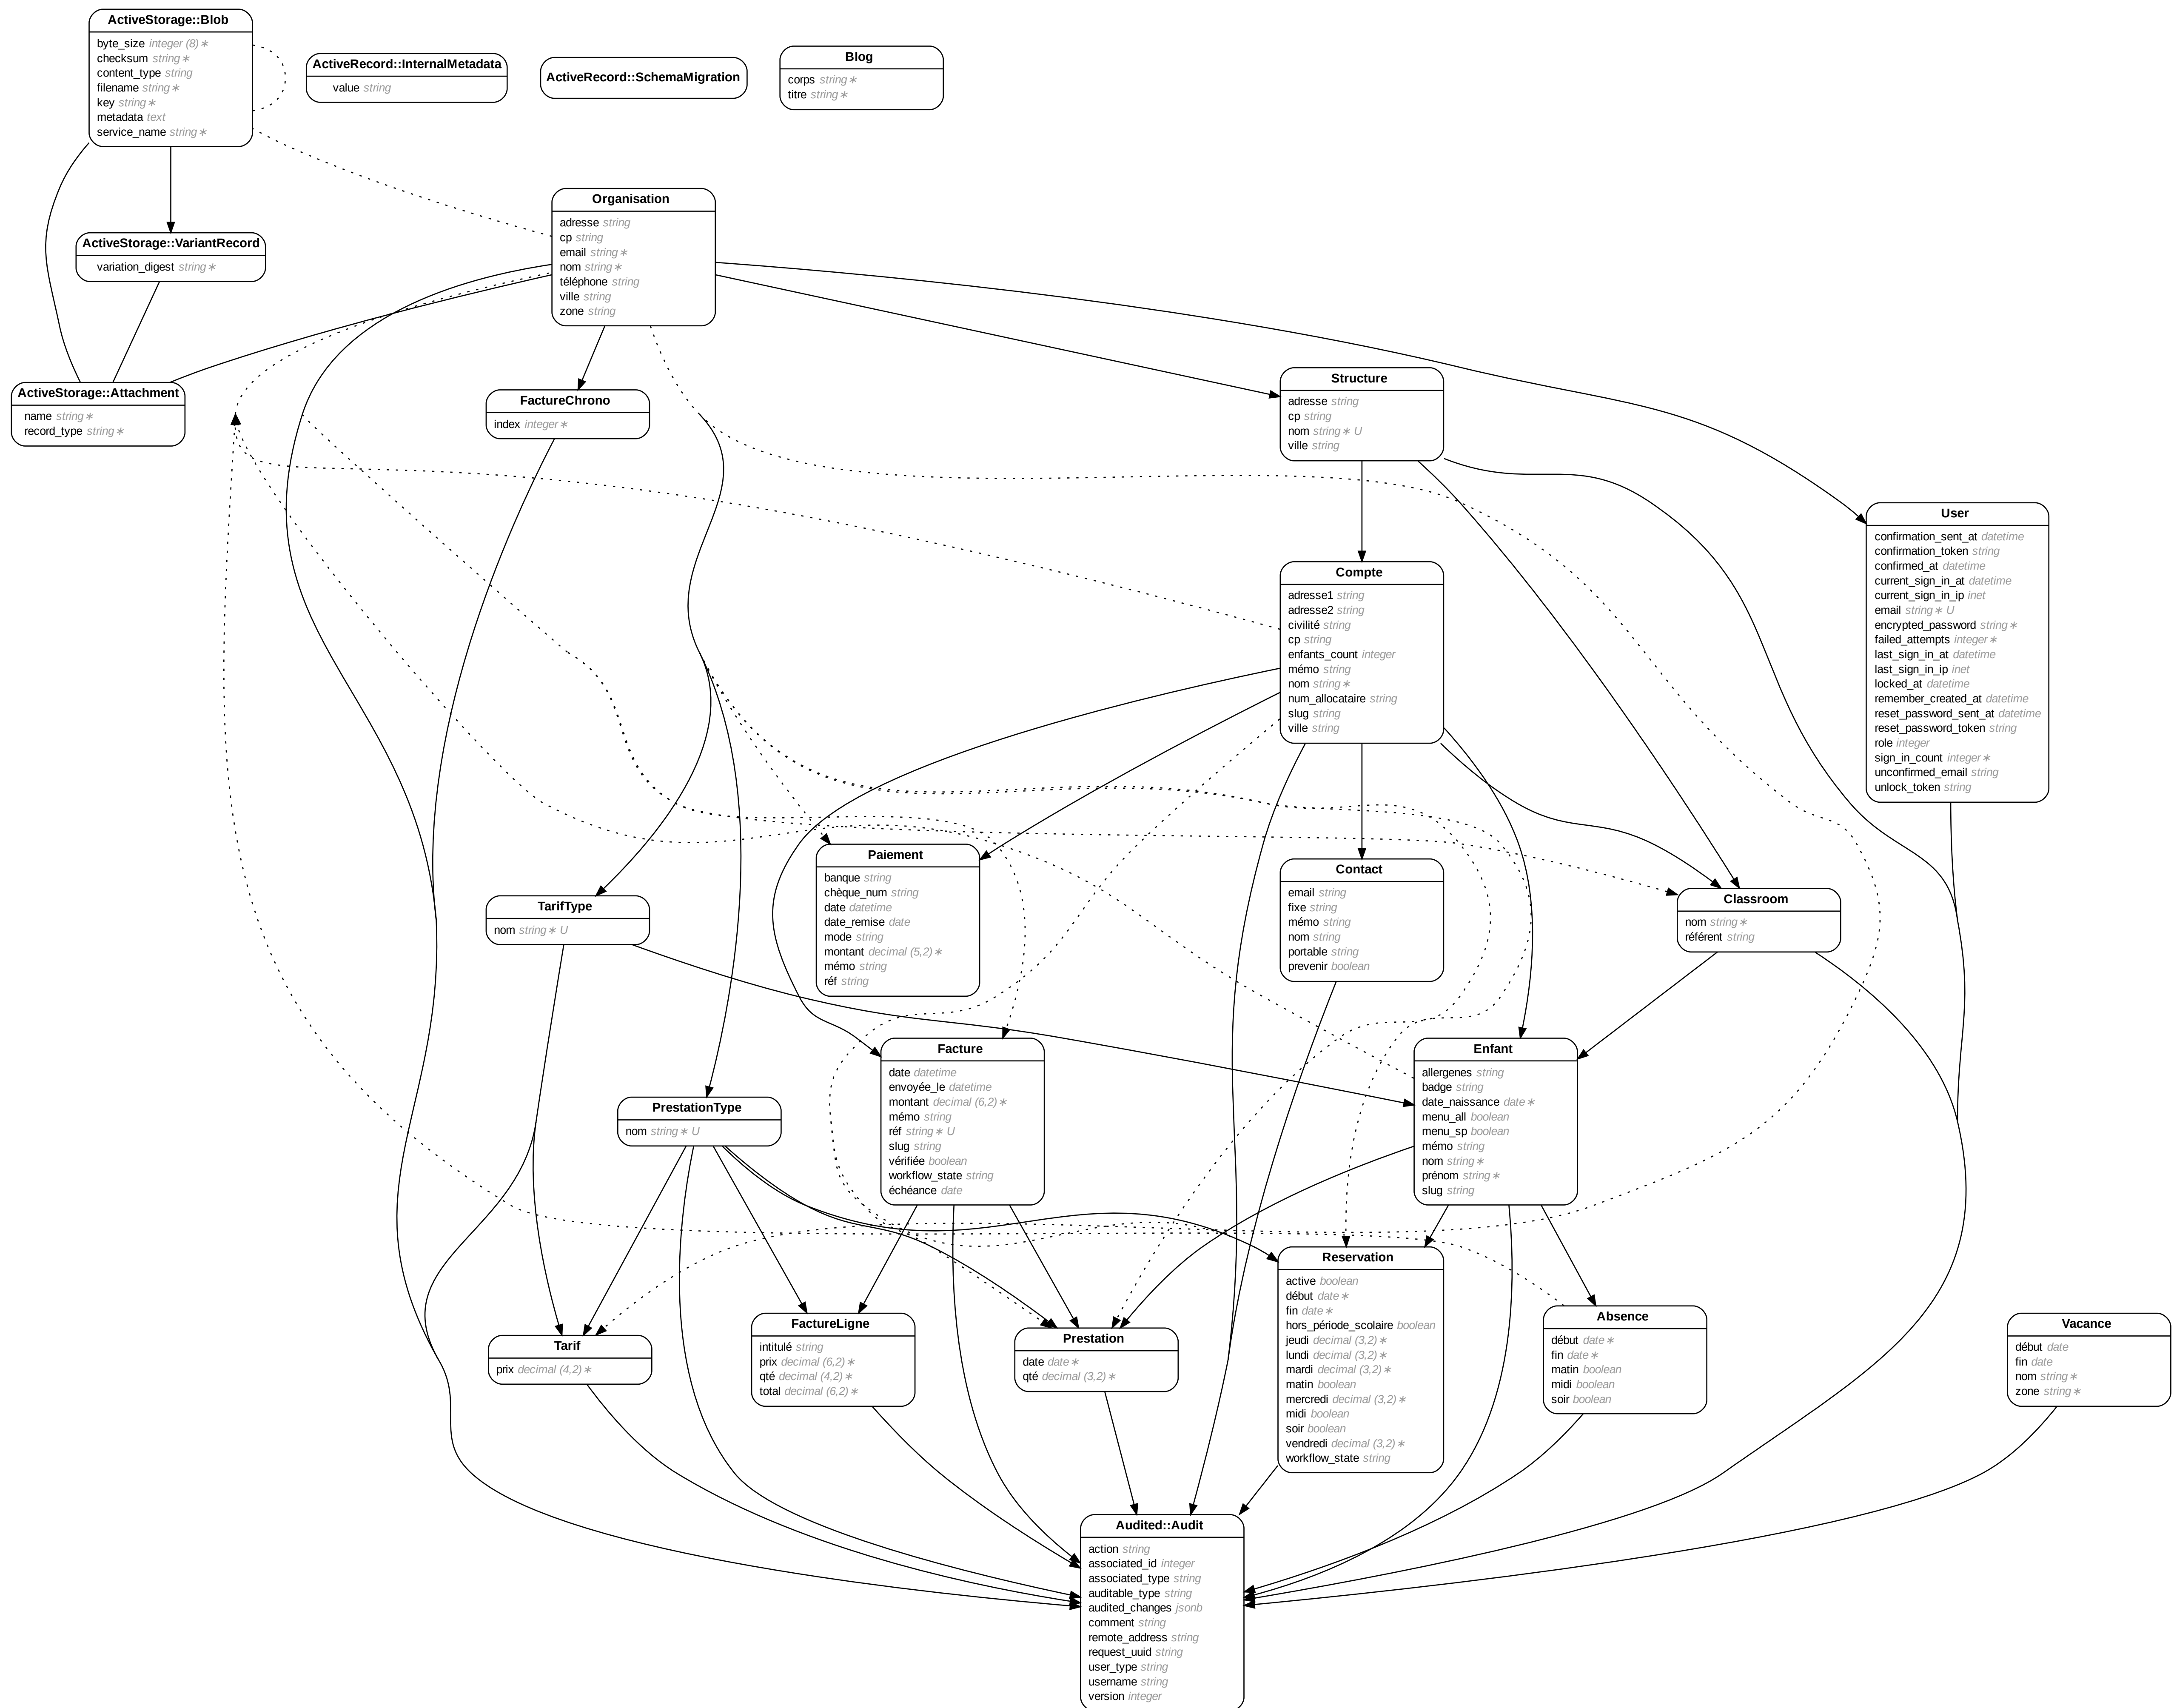 ActiveStorage::Blob
byte_size integer (8) ∗
checksum string ∗
content_type string
filename string ∗
key string ∗
metadata text
service_name string ∗
ActiveRecord::InternalMetadata
value string
ActiveRecord::SchemaMigration
Blog
corps string ∗
titre string ∗
ActiveStorage::VariantRecord
variation_digest string ∗
Organisation
adresse string
cp string
email string ∗
nom string ∗
téléphone string
ville string
zone string
ActiveStorage::Attachment
name string ∗
record_type string ∗
FactureChrono
index integer ∗
Structure
adresse string
cp string
nom string ∗ U
ville string
User
confirmation_sent_at datetime
confirmation_token string
confirmed_at datetime
current_sign_in_at datetime
current_sign_in_ip inet
email string ∗ U
encrypted_password string ∗
failed_attempts integer ∗
last_sign_in_at datetime
last_sign_in_ip inet
locked_at datetime
remember_created_at datetime
reset_password_sent_at datetime
reset_password_token string
role integer
sign_in_count integer ∗
unconfirmed_email string
unlock_token string
Compte
adresse1 string
adresse2 string
civilité string
cp string
enfants_count integer
mémo string
nom string ∗
num_allocataire string
slug string
ville string
Paiement
banque string
chèque_num string
date datetime
date_remise date
mode string
montant decimal (5,2) ∗
mémo string
réf string
Contact
email string
fixe string
mémo string
nom string
portable string
prevenir boolean
Classroom
nom string ∗
référent string
TarifType
nom string ∗ U
Facture
date datetime
envoyée_le datetime
montant decimal (6,2) ∗
mémo string
réf string ∗ U
slug string
vérifiée boolean
workflow_state string
échéance date
Enfant
allergenes string
badge string
date_naissance date ∗
menu_all boolean
menu_sp boolean
mémo string
nom string ∗
prénom string ∗
slug string
PrestationType
nom string ∗ U
Tarif
prix decimal (4,2) ∗
FactureLigne
intitulé string
prix decimal (6,2) ∗
qté decimal (4,2) ∗
total decimal (6,2) ∗
Prestation
date date ∗
qté decimal (3,2) ∗
Reservation
active boolean
début date ∗
fin date ∗
hors_période_scolaire boolean
jeudi decimal (3,2) ∗
lundi decimal (3,2) ∗
mardi decimal (3,2) ∗
matin boolean
mercredi decimal (3,2) ∗
midi boolean
soir boolean
vendredi decimal (3,2) ∗
workflow_state string
Absence
début date ∗
fin date ∗
matin boolean
midi boolean
soir boolean
Vacance
début date
fin date
nom string ∗
zone string ∗
Audited::Audit
action string
associated_id integer
associated_type string
auditable_type string
audited_changes jsonb
comment string
remote_address string
request_uuid string
user_type string
username string
version integer